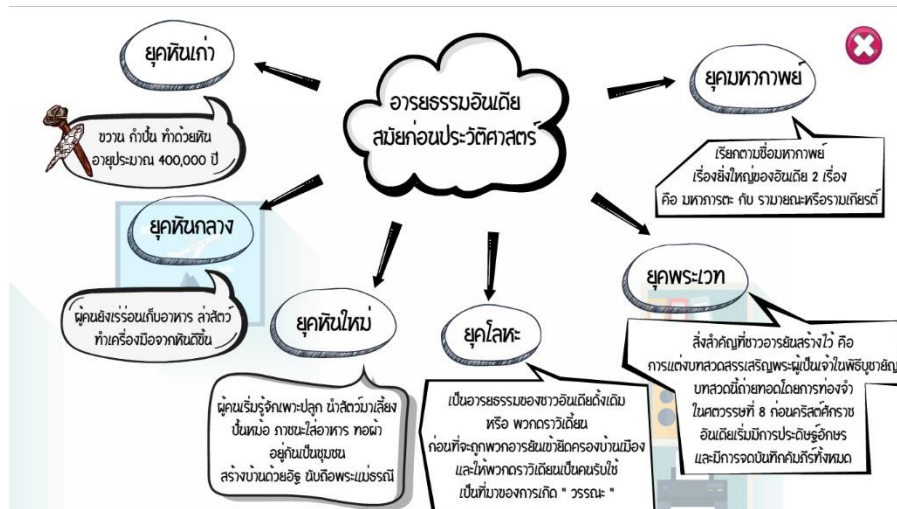 อารยธรรมอินเดีย
สมัยก่อนประวัติศาสตร์
ยุคหินเก่า
ขวาน กำปั้น ทำด้วยหิน
อายุประมาณ 400,000 ปี
ยุคหินกลาง
ผู้คนยังเร่ร่อนเก็บอาหาร ล่าสัตว์
ทำเครื่องมือจากหินดีขึ้น
ยุคหินใหม่
ผู้คนเริ่มรู้จักเพาะปลูก นำสัตว์มาเลี้ยง
ปั้นหม้อ ภาชนะใส่อาหาร ทอผ้า
อยู่กันเป็นชุมชน
สร้างบ้านด้วยอิฐ นับถือพระแม่ธรณี
ยุคโลหะ
เป็นอารยธรรมของชาวอินเดียดั้งเดิม
หรือ พวกดราวิเดี้ยน
ก่อนที่จะถูกพวกอารยันเข้ายึดครองบ้านเมือง
และให้พวกดราวิเดียนเป็นคนรับใช้
เป็นที่มาของการเกิด " วรรณะ "
ยุคพระเวท
สิ่งสำคัญที่ชาวอารยันสร้างไว้ คือ
การแต่งบทสวดสรรเสริญพระผู้เป็นเจ้าในพิธีบูชายัญ
บทสวดนี้ถ่ายทอดโดยการท่องจำ
ในศตวรรษที่ 8 ก่อนคริสต์ศักราช
อินเดียเริ่มมีการประดิษฐ์อักษร
และมีการจดบันทึกคัมภีร์ทั้งหมด
ยุคมหากาพย์
เรียกตามชื่อมหากาพย์
เรื่องยิ่งใหญ่ของอินเดีย 2 เรื่อง
คือ มหาภารตะ กับ รามายณะหรือรามเกียรติ์